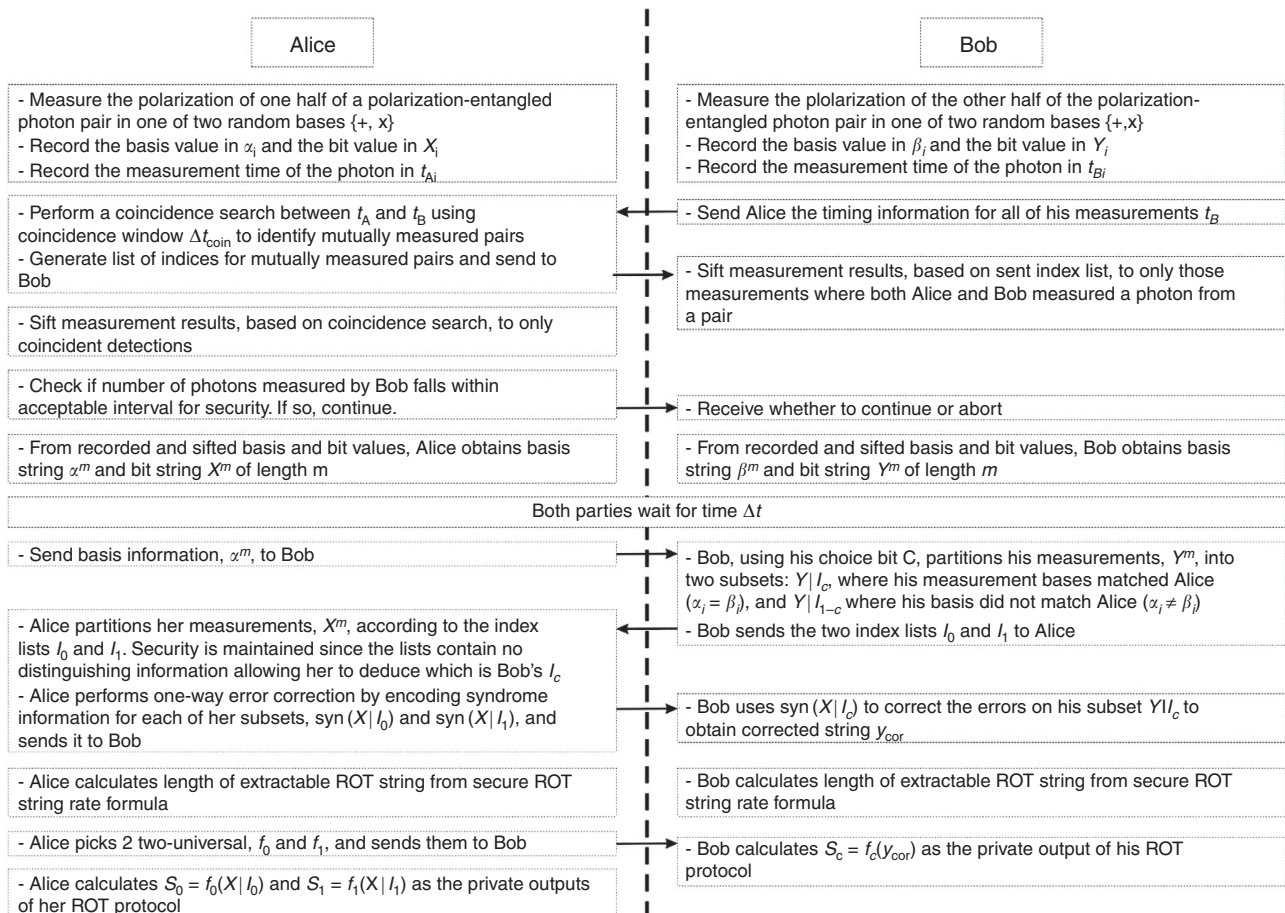 Alice
Bob
- Measure the polarization of one half of a polarization-entangled
photon pair in one of two random bases {+, x}
- Record the basis value in αi and the bit value in Xi
- Record the measurement time of the photon in tAi
- Measure the plolarization of the other half of the polarization-
entangled photon pair in one of two random bases {+,x}
- Record the basis value in βi and the bit value in Yi
- Record the measurement time of the photon in tBi
- Perform a coincidence search between tA and tB using
coincidence window Δtcoin to identify mutually measured pairs
- Generate list of indices for mutually measured pairs and send to
Bob
- Send Alice the timing information for all of his measurements tB
- Sift measurement results, based on sent index list, to only those
measurements where both Alice and Bob measured a photon from
a pair
- Sift measurement results, based on coincidence search, to only
coincident detections
- Check if number of photons measured by Bob falls within
acceptable interval for security. If so, continue.
- Receive whether to continue or abort
- From recorded and sifted basis and bit values, Alice obtains basis
string α^m and bit string X^m of length m
- From recorded and sifted basis and bit values, Bob obtains basis
string β^m and bit string Y^m of length m
Both parties wait for time Δt
- Send basis information, α^m, to Bob
- Bob, using his choice bit C, partitions his measurements, Y^m, into
two subsets: Y|Ic, where his measurement bases matched Alice
(αi = βi), and Y|I1–c where his basis did not match Alice (αi ≠ βi)
- Bob sends the two index lists I0 and I1 to Alice
- Alice partitions her measurements, X^m, according to the index
lists I0 and I1. Security is maintained since the lists contain no
distinguishing information allowing her to deduce which is Bob's Ic
- Alice performs one-way error correction by encoding syndrome
information for each of her subsets, syn (X|I0) and syn (X|I1), and
sends it to Bob
- Bob uses syn (X|Ic) to correct the errors on his subset YIIc to
obtain corrected string ycor
- Alice calculates length of extractable ROT string from secure ROT
string rate formula
- Bob calculates length of extractable ROT string from secure ROT
string rate formula
- Alice picks 2 two-universal, f0 and f1, and sends them to Bob
- Bob calculates Sc = fc(ycor) as the private output of his ROT
protocol
- Alice calculates S0 = f0(X|I0) and S1 = f1(X|I1) as the private outputs
of her ROT protocol